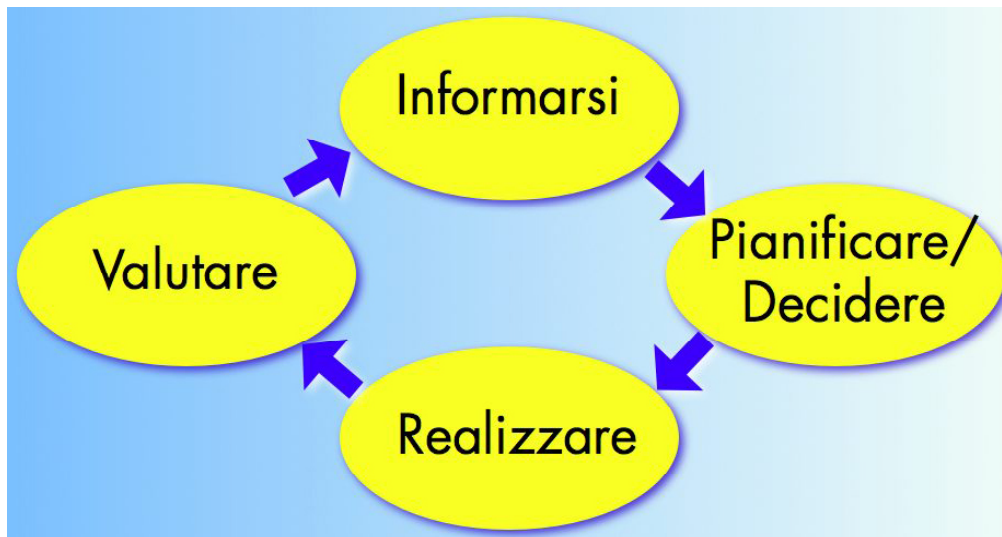 Informarsi
Pianificare/
Decidere
Realizzare
Valutare